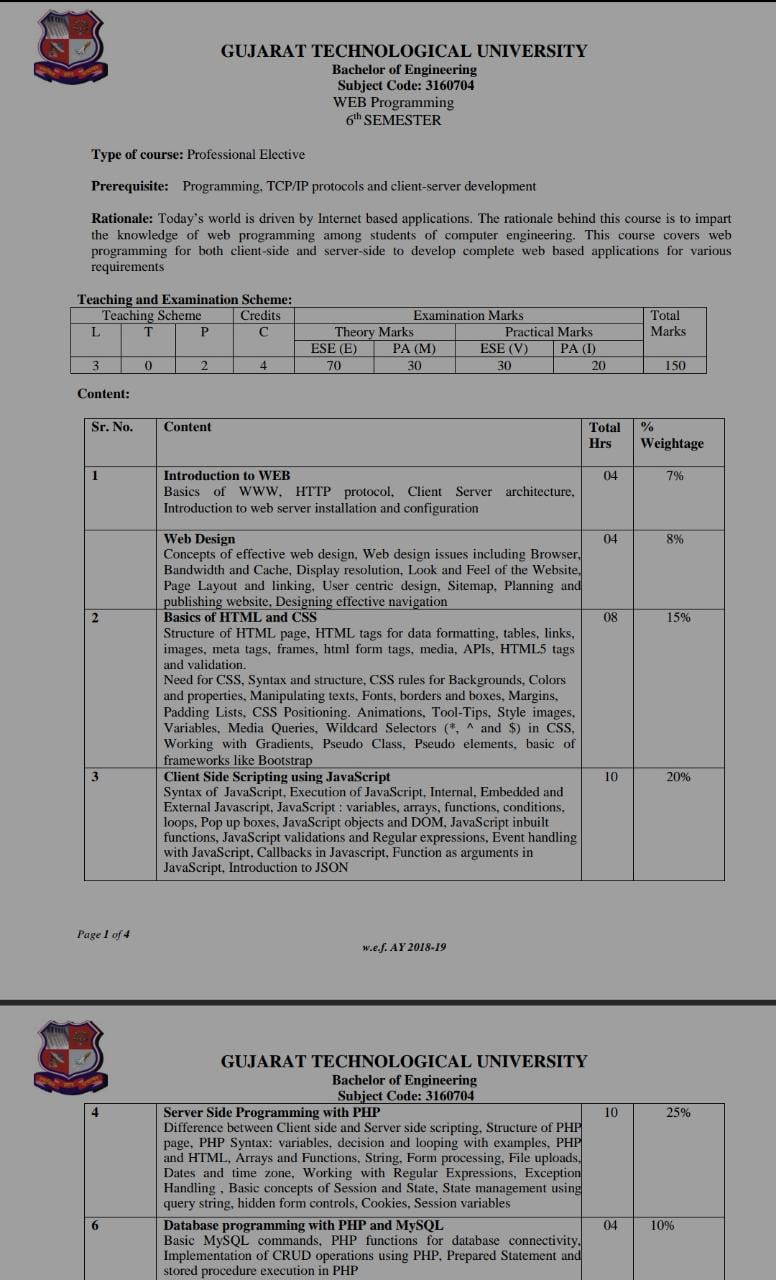 GUJARAT TECHNOLOGICAL UNIVERSITY
Bachelor of Engineering
Subject Code: 3160704
WEB Programming
6th SEMESTER
Type of course: Professional Elective
Prerequisite: Programming, TCP/IP protocols and client-server development
Rationale: Today's world is driven by Internet based applications. The rationale behind this course is to impart
the knowledge of web programming among students of computer engineering. This course covers web
programming for both client-side and server-side to develop complete web based applications for various
requirements
Teaching and Examination Scheme:
Teaching Scheme Credits Examination Marks Total
L T P C Theory Marks Practical Marks Marks
ESE (E) PA (M) ESE (V) PA (I)
3 0 2 4 70 30 30 20 150
Content:
Sr. No. Content Total %
Hrs Weightage
1 Introduction to WEB 04 7%
Basics of WWW, HTTP protocol, Client Server architecture,
Introduction to web server installation and configuration
Web Design 04 8%
Concepts of effective web design, Web design issues including Browser,
Bandwidth and Cache, Display resolution, Look and Feel of the Website,
Page Layout and linking, User centric design, Sitemap, Planning and
publishing website, Designing effective navigation
2 Basics of HTML and CSS 08 15%
Structure of HTML page, HTML tags for data formatting, tables, links,
images, meta tags, frames, html form tags, media, APIs, HTML5 tags
and validation.
Need for CSS, Syntax and structure, CSS rules for Backgrounds, Colors
and properties, Manipulating texts, Fonts, borders and boxes, Margins,
Padding Lists, CSS Positioning. Animations, Tool-Tips, Style images,
Variables, Media Queries, Wildcard Selectors (*, ^ and $) in CSS,
Working with Gradients, Pseudo Class, Pseudo elements, basic of
frameworks like Bootstrap
3 Client Side Scripting using JavaScript 10 20%
Syntax of JavaScript, Execution of JavaScript, Internal, Embedded and
External Javascript, JavaScript : variables, arrays, functions, conditions,
loops, Pop up boxes, JavaScript objects and DOM, JavaScript inbuilt
functions, JavaScript validations and Regular expressions, Event handling
with JavaScript, Callbacks in Javascript, Function as arguments in
JavaScript, Introduction to JSON
Page 1 of 4
w.e.f. AY 2018-19
GUJARAT TECHNOLOGICAL UNIVERSITY
Bachelor of Engineering
Subject Code: 3160704
4 Server Side Programming with PHP 10 25%
Difference between Client side and Server side scripting, Structure of PHP
page, PHP Syntax: variables, decision and looping with examples, PHP
and HTML, Arrays and Functions, String, Form processing, File uploads,
Dates and time zone, Working with Regular Expressions, Exception
Handling , Basic concepts of Session and State, State management using
query string, hidden form controls, Cookies, Session variables
6 Database programming with PHP and MySQL 04 10%
Basic MySQL commands, PHP functions for database connectivity,
Implementation of CRUD operations using PHP, Prepared Statement and
stored procedure execution in PHP